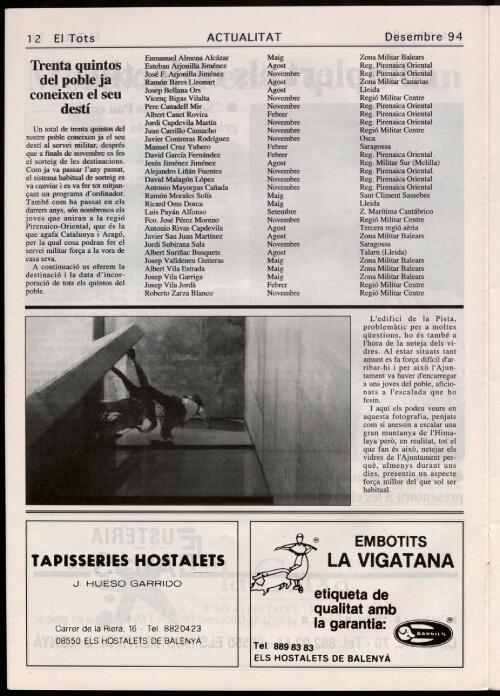 12 El Tots
ACTUALITAT
Desembre 94
Trenta quintos
del poble ja
coneixen el seu
destí
Un total de trenta quintos del
nostre poble coneixen ja el seu
destí al servei militar, després
que a finals de novembre es fés
el sorteig de les destinacions.
Com ja va passar l'any passat,
el sistema habitual de sorteig es
va canviar i es va fer tot mitjan-
çant un programa d'ordinador.
També com ha passat en els
darrers anys, són nombrosos els
joves que aniran a la regió
Pirenaico-Oriental, que és la
que agafa Catalunya i Aragó,
per la qual cosa podran fer el
servei militar força a la vora de
casa seva.
A continuació us oferem la
destinació i la data d'incor-
poració de tots els quintos del
poble.
Enmanuel Almena Alcázar Maig Zona Militar Balears
Esteban Arjonilla Jiménez Agost Reg. Pirenaica Oriental
José F. Arjonilla Jiménez Novembre Reg. Pirenaica Oriental
Ramón Bares Lleonart Agost Zona Militar Canarias
Josep Bellana Ors Agost Lleida
Vicenç Bigas Vilalta Novembre Regió Militar Centre
Pere Canadell Mir Novembre Reg. Pirenaica Oriental
Albert Canet Rovira Febrer Reg. Pirenaica Oriental
Jordi Capdevila Martín Novembre Reg. Pirenaica Oriental
Juan Carrillo Camacho Novembre Regió Militar Centre
Javier Contreras Rodríguez Novembre Osca
Manuel Cruz Yubero Febrer Saragossa
David García Fernández Febrer Reg. Pirenaica Oriental
Jesús Jiménez Jiménez Agost Reg. Militar Sur (Melilla)
Alejandro Liñán Fuentes Novembre Reg. Pirenaica Oriental
David Malagón López Novembre Reg. Pirenaica Oriental
Antonio Mayorgas Cañada Novembre Reg. Pirenaica Oriental
Ramón Morales Solís Maig Sant Climent Sassebes
Ricard Oms Dorca Maig Lleida
Luis Payán Alfonso Setembre Z. Marítima Cantábrico
Fco. José Pérez Moreno Novembre Regió Militar Centre
Antonio Rivas Capdevila Agost Tercera regió aèria
Javier San Juan Martínez Agost Zona Militar Balears
Jordi Subirana Sala Novembre Saragossa
Albert Suriñac Busquets Agost Talarn (Lleida)
Josep Valldeneu Guiteras Maig Zona Militar Balears
Albert Vila Estrada Maig Zona Militar Balears
Josep Vila Garriga Maig Zona Militar Balears
Josep Vila Jordà Febrer Regió Militar Centre
Roberto Zarza Blanco Novembre Regió Militar Centre
L'edifici de la Pista,
problemàtic per a moltes
qüestions, ho és també a
l'hora de la neteja dels vi-
dres. Al estar situats tant
amunt es fa força difícil d'ar-
ribar-hi i per això l'Ajun-
tament va haver d'encarregar
a uns joves del poble, aficio-
nats a l'escalada que ho
fesin.
I aquí els podeu veure en
aquesta fotografia, penjats
com si anessin a escalar una
gran muntanya de l'Hima-
laya però, en realitat, tot el
que fan és això, netejar els
vidres de l'Ajuntament per-
què, almenys durant uns
dies, presentin un aspecte
força millor del que sol ser
habitual.
TAPISSERIES HOSTALETS
J. HUESO GARRIDO
Carrer de la Riera, 16 - Tel. 882 04 23
08550 ELS HOSTALETS DE BALENYÀ
EMBOTITS
LA VIGATANA
etiqueta de
qualitat amb
la garantia:
Tel. 889 83 83
ELS HOSTALETS DE BALENYÀ